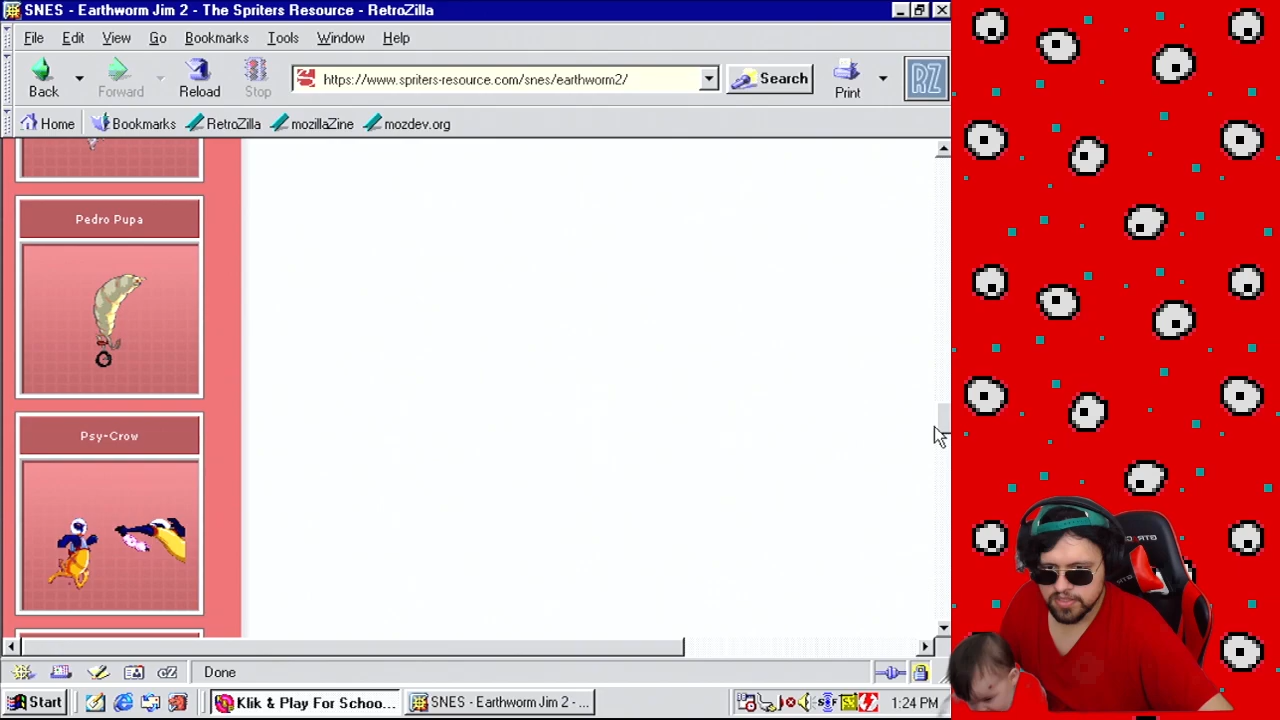 SNES - Earthworm Jim 2 - The Spriters Resource - RetroZilla
File Edit View Go Bookmarks Tools Window Help
Back Forward Reload Stop https://www.spriters-resource.com/snes/earthworm2/ Search Print RZ
Home Bookmarks RetroZilla mozillaZine mozdev.org
Pedro Pupa
Psy-Crow
Done
Start Klik & Play For Schoo... SNES - Earthworm Jim 2 - ... 1:24 PM